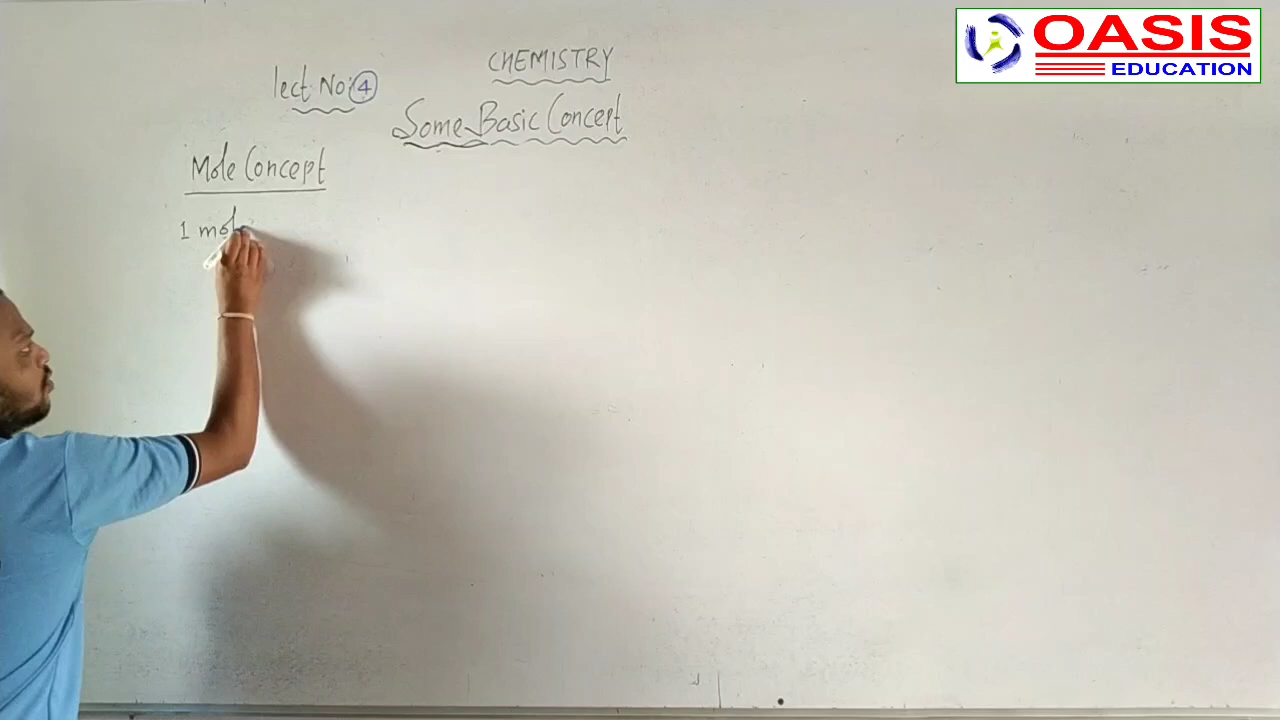 OASIS
EDUCATION
CHEMISTRY
lect No: 4
Some Basic Concept
Mole Concept
1 mole